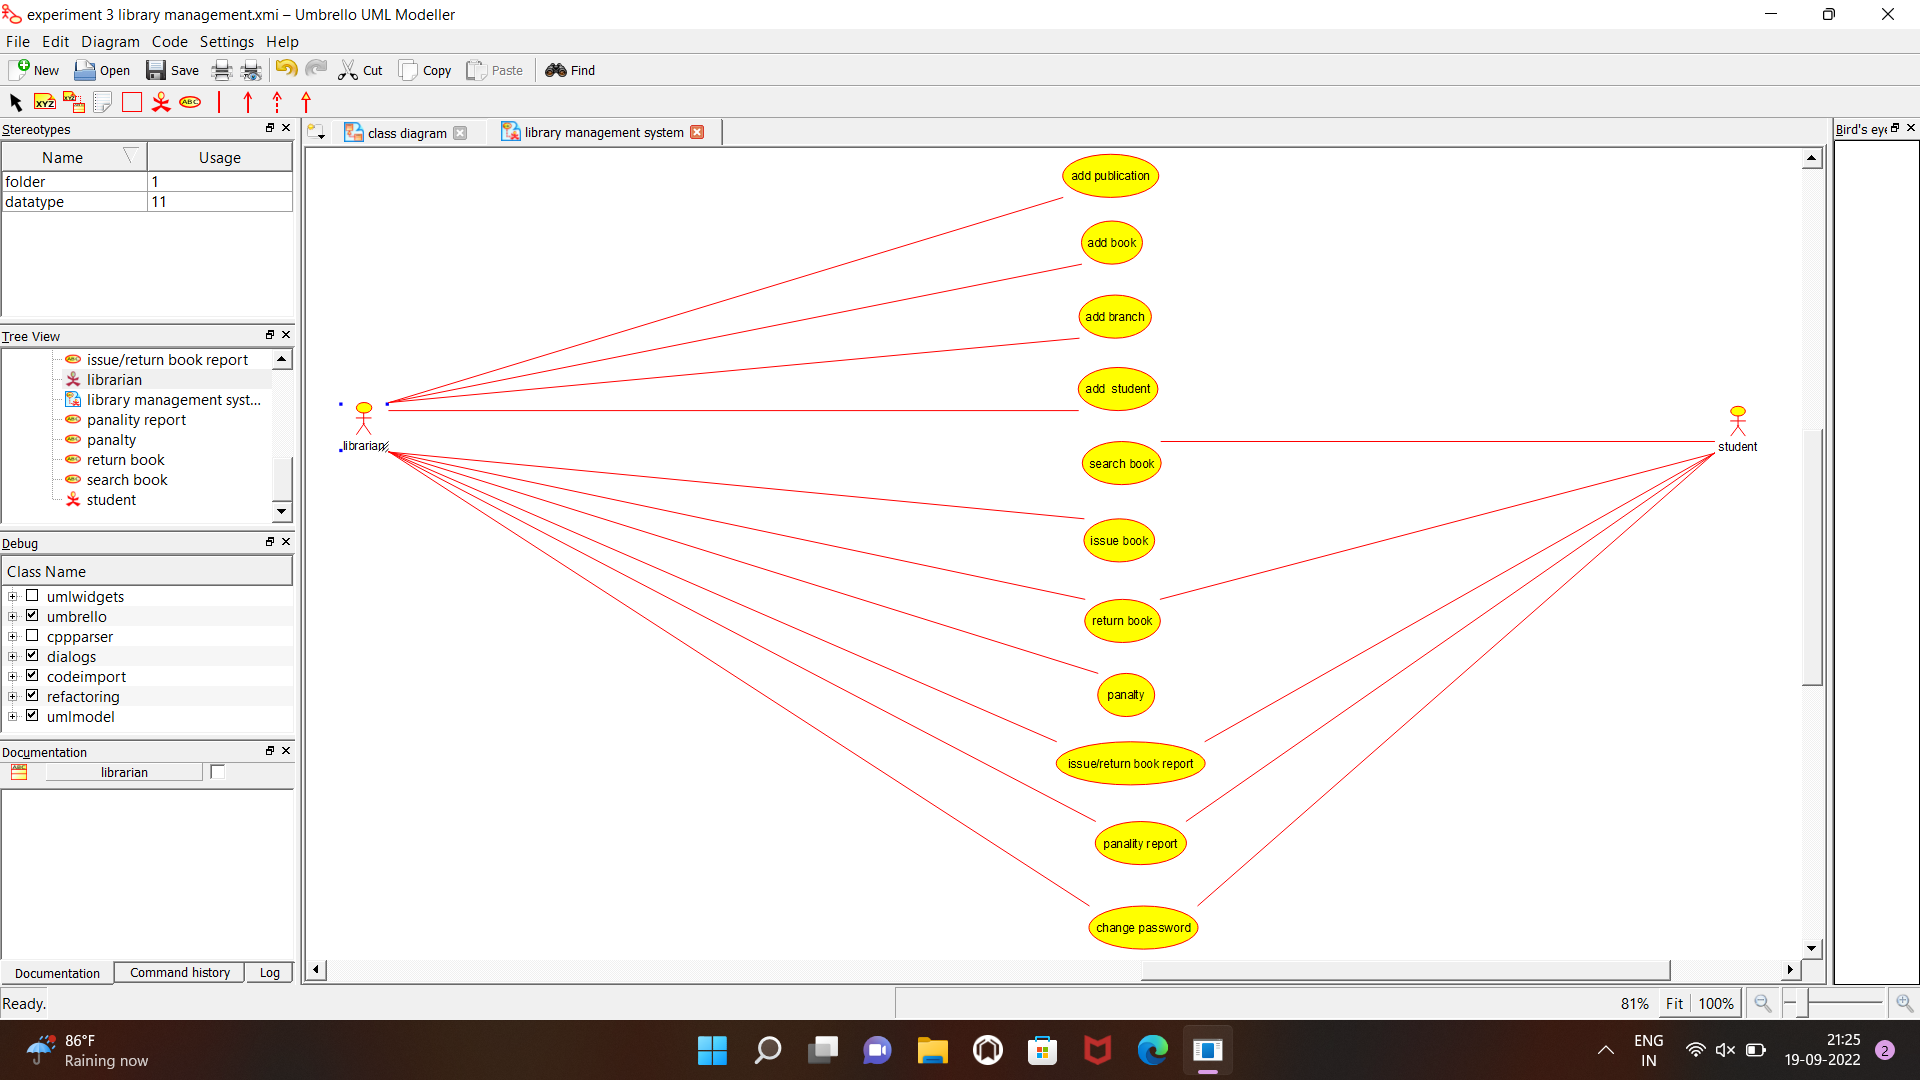 experiment 3 library management.xmi – Umbrello UML Modeller
File Edit Diagram Code Settings Help
New Open Save Cut Copy Paste Find
XYZ XYZ ABC
Stereotypes
Name Usage
folder 1
datatype 11
Tree View
issue/return book report
librarian
library management syst...
panality report
panalty
return book
search book
student
Debug
Class Name
umlwidgets
umbrello
cppparser
dialogs
codeimport
refactoring
umlmodel
Documentation
librarian
Documentation Command history Log
class diagram library management system
add publication
add book
add branch
add student
search book
issue book
return book
panalty
issue/return book report
panality report
change password
librarian
student
Bird's eye
Ready.
81% Fit 100%
86°F
Raining now
ENG
IN
21:25
19-09-2022
2